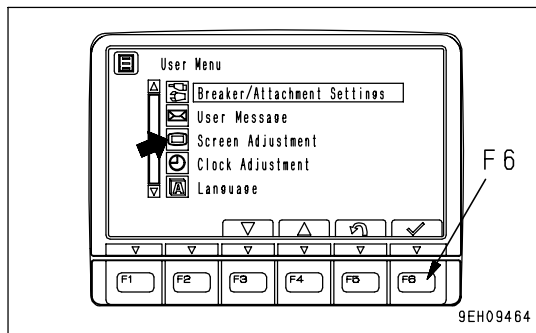 User Menu
Breaker/Attachment Settings
User Message
Screen Adjustment
Clock Adjustment
A Language
F6
F1 F2 F3 F4 F5 F6
9EH09464